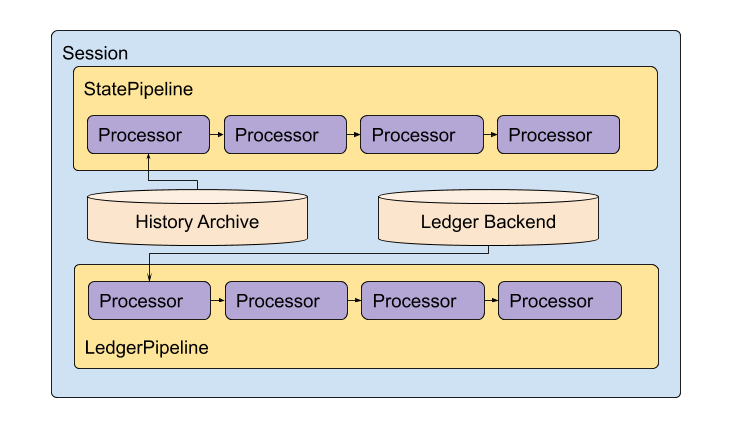 Session
StatePipeline
Processor Processor Processor Processor
History Archive Ledger Backend
Processor Processor Processor Processor
LedgerPipeline